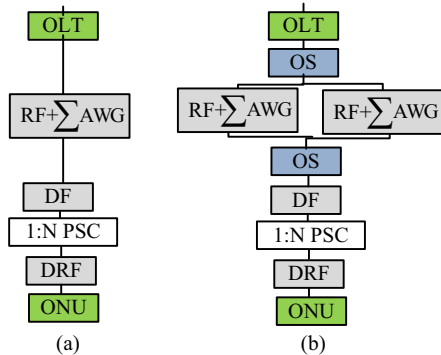 OLT
OLT
OS
RF+∑AWG
RF+∑AWG
RF+∑AWG
OS
DF
DF
1:N PSC
1:N PSC
DRF
DRF
ONU
ONU
(a)
(b)